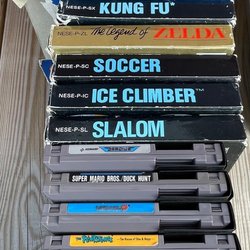 NESE-P-SX KUNG FU*
NESE-P-ZL The Legend of ZELDA
NESE-P-SC SOCCER
NESE-P-IC ICE CLIMBER™
NESE-P-SL SLALOM
SUPER MARIO BROS./DUCK HUNT